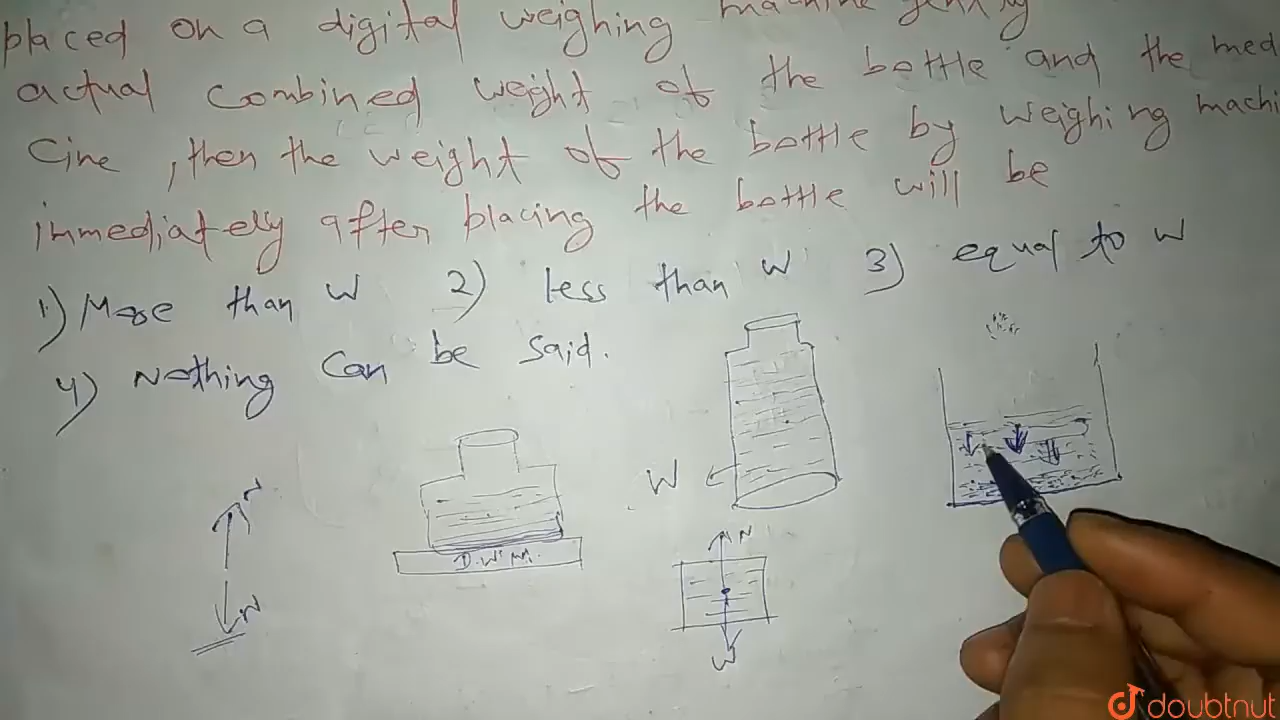 placed on a digital weighing machine gently
actual combined weight of the bottle and the med
cine, then the weight of the bottle by weighing machi
immediately after placing the bottle will be
1) More than W 2) less than W 3) equal to W
4) Nothing can be said.
N
W
D.W.M.
N
W
doubtnut